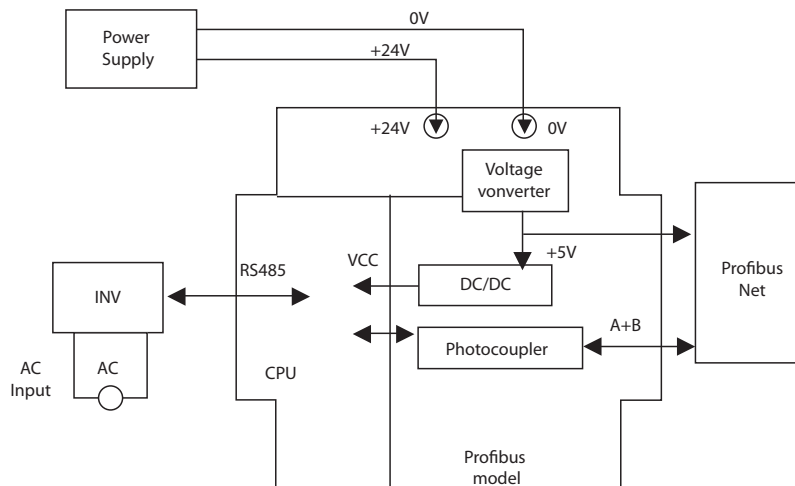 Power
Supply
0V
+24V
+24V
0V
Voltage
vonverter
+5V
VCC
DC/DC
RS485
INV
Profibus
Net
A+B
Photocoupler
AC
Input
AC
CPU
Profibus
model